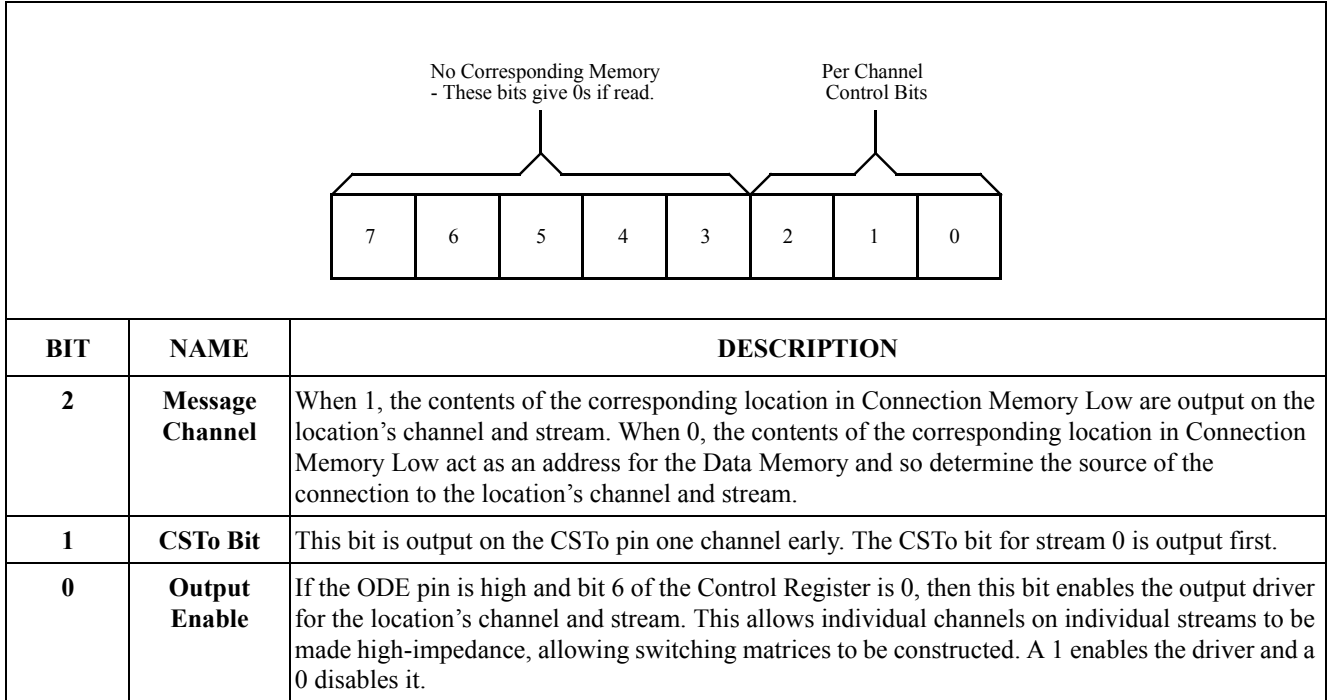 No Corresponding Memory
- These bits give 0s if read.
Per Channel
Control Bits
7 6 5 4 3 2 1 0
BIT NAME DESCRIPTION
2 Message Channel When 1, the contents of the corresponding location in Connection Memory Low are output on the
location’s channel and stream. When 0, the contents of the corresponding location in Connection
Memory Low act as an address for the Data Memory and so determine the source of the
connection to the location’s channel and stream.
1 CSTo Bit This bit is output on the CSTo pin one channel early. The CSTo bit for stream 0 is output first.
0 Output Enable If the ODE pin is high and bit 6 of the Control Register is 0, then this bit enables the output driver
for the location’s channel and stream. This allows individual channels on individual streams to be
made high-impedance, allowing switching matrices to be constructed. A 1 enables the driver and a
0 disables it.